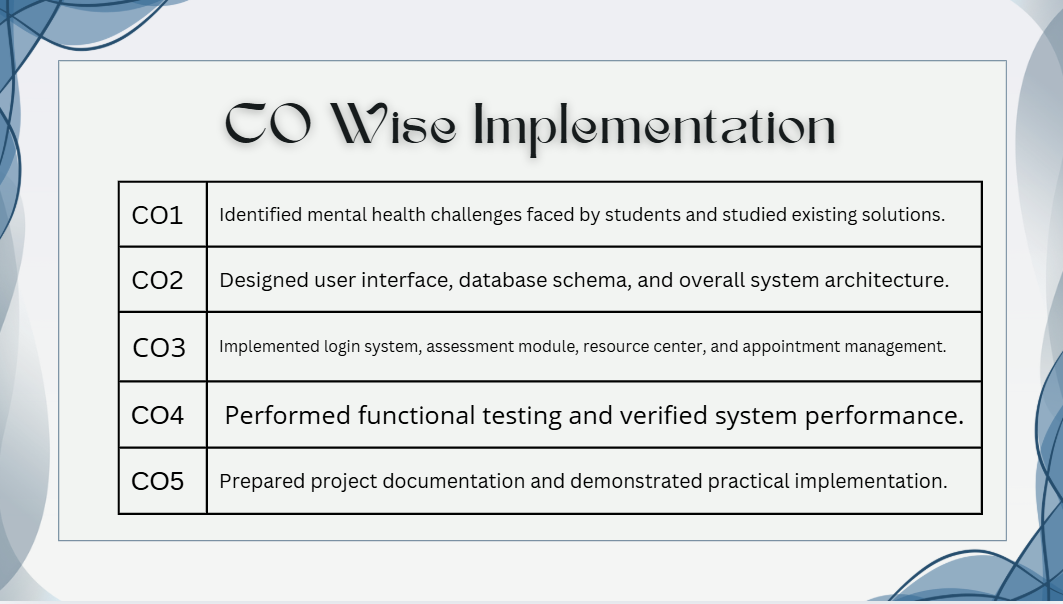 CO Wise Implementation
CO1 Identified mental health challenges faced by students and studied existing solutions.
CO2 Designed user interface, database schema, and overall system architecture.
CO3 Implemented login system, assessment module, resource center, and appointment management.
CO4 Performed functional testing and verified system performance.
CO5 Prepared project documentation and demonstrated practical implementation.